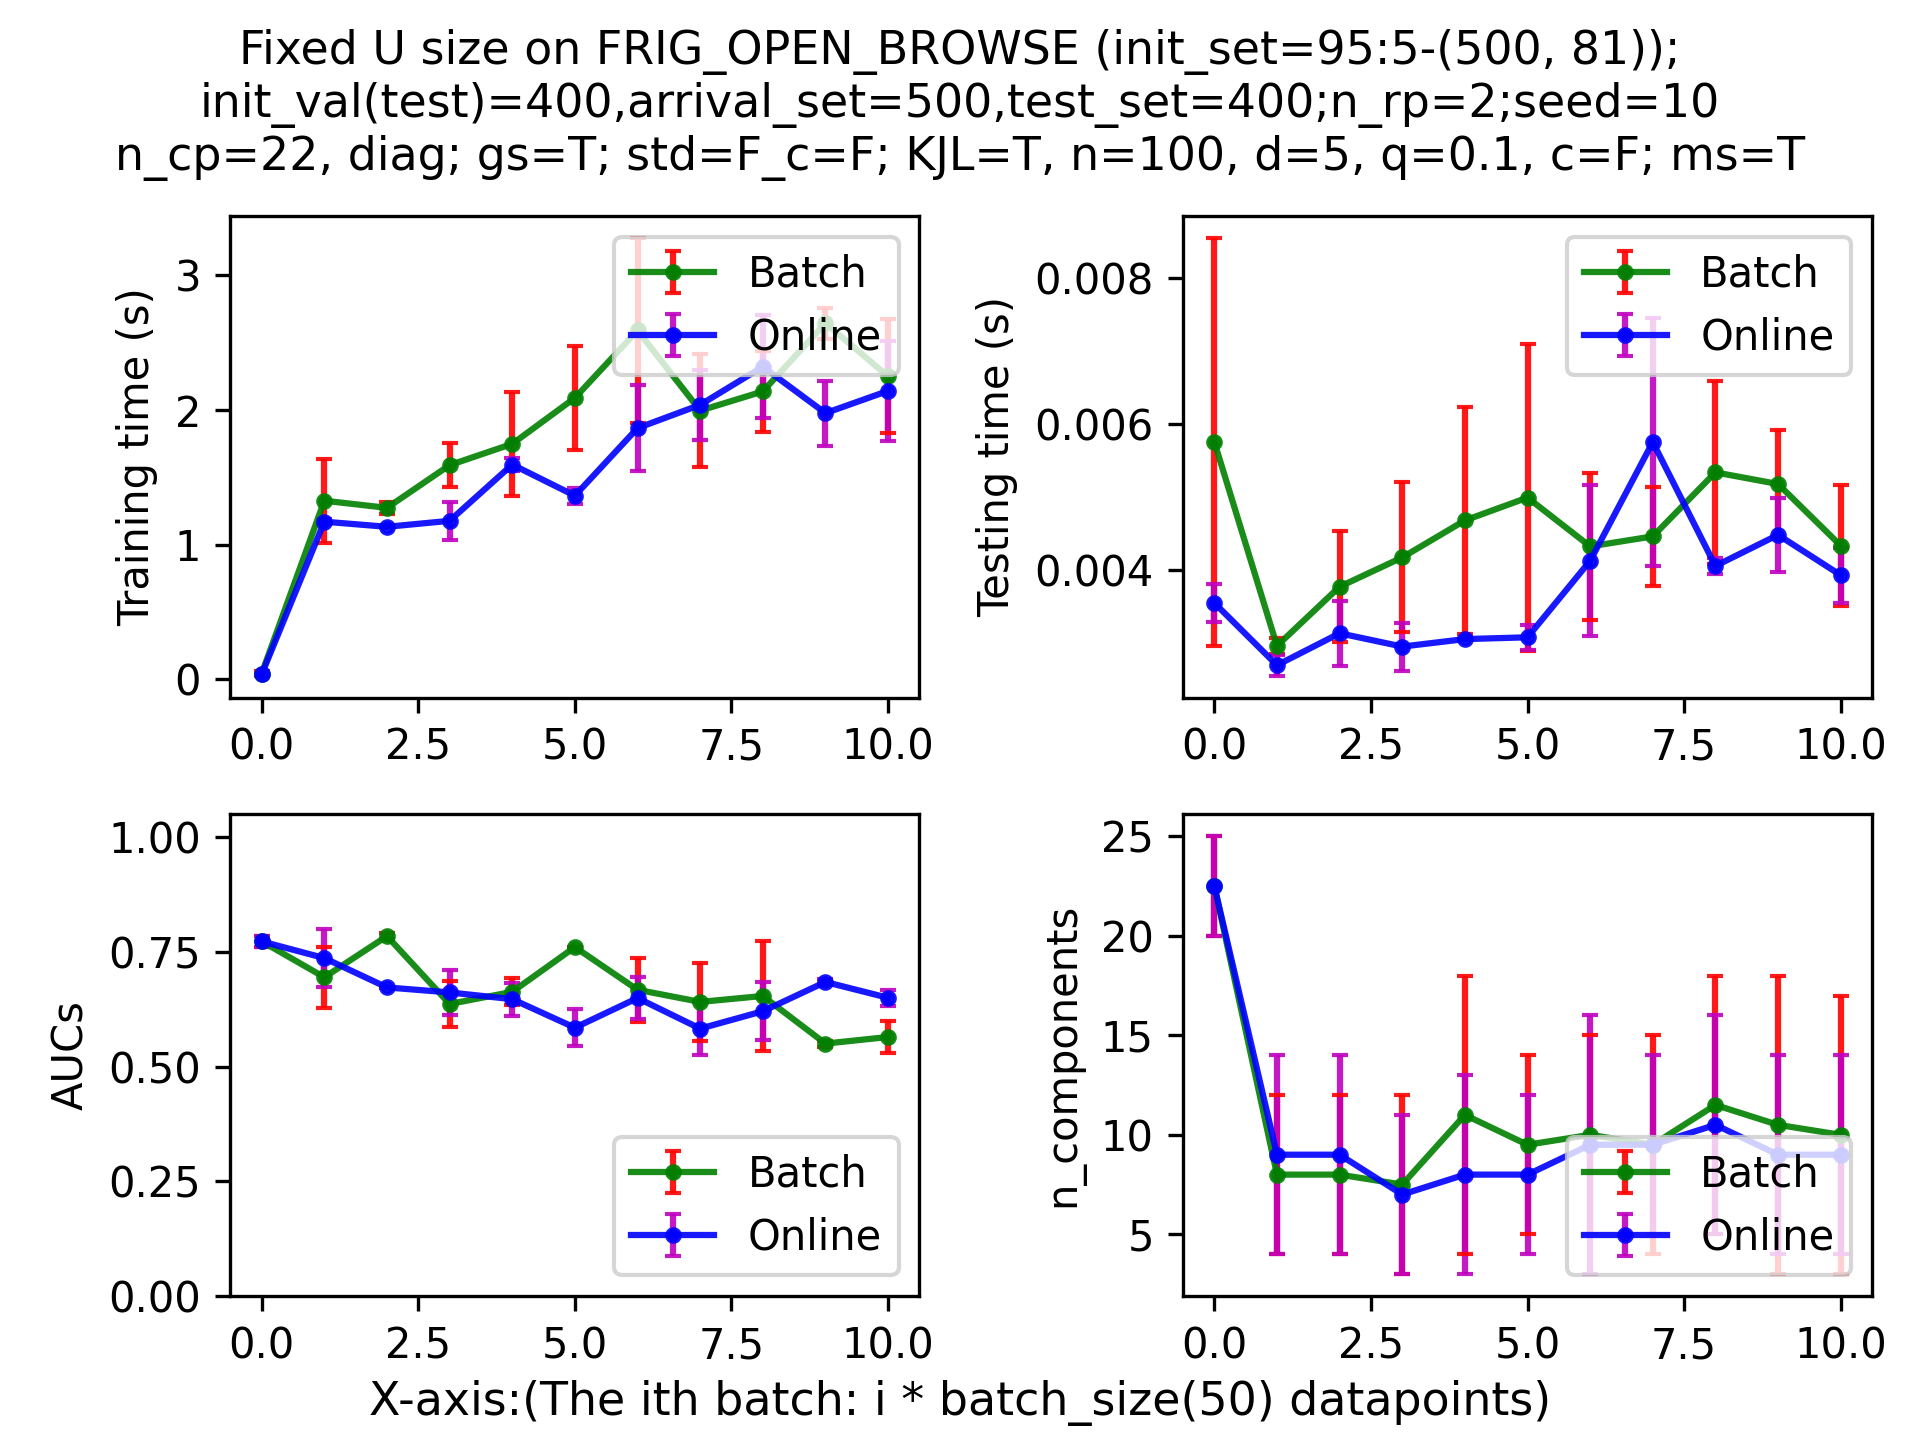 Fixed U size on FRIG_OPEN_BROWSE (init_set=95:5-(500, 81));
init_val(test)=400,arrival_set=500,test_set=400;n_rp=2;seed=10
n_cp=22, diag; gs=T; std=F_c=F; KJL=T, n=100, d=5, q=0.1, c=F; ms=T
Training time (s)
3
2
1
0
0.0 2.5 5.0 7.5 10.0
Batch
Online
Testing time (s)
0.008
0.006
0.004
0.0 2.5 5.0 7.5 10.0
Batch
Online
AUCs
1.00
0.75
0.50
0.25
0.00
0.0 2.5 5.0 7.5 10.0
Batch
Online
n_components
25
20
15
10
5
0.0 2.5 5.0 7.5 10.0
Batch
Online
X-axis:(The ith batch: i * batch_size(50) datapoints)